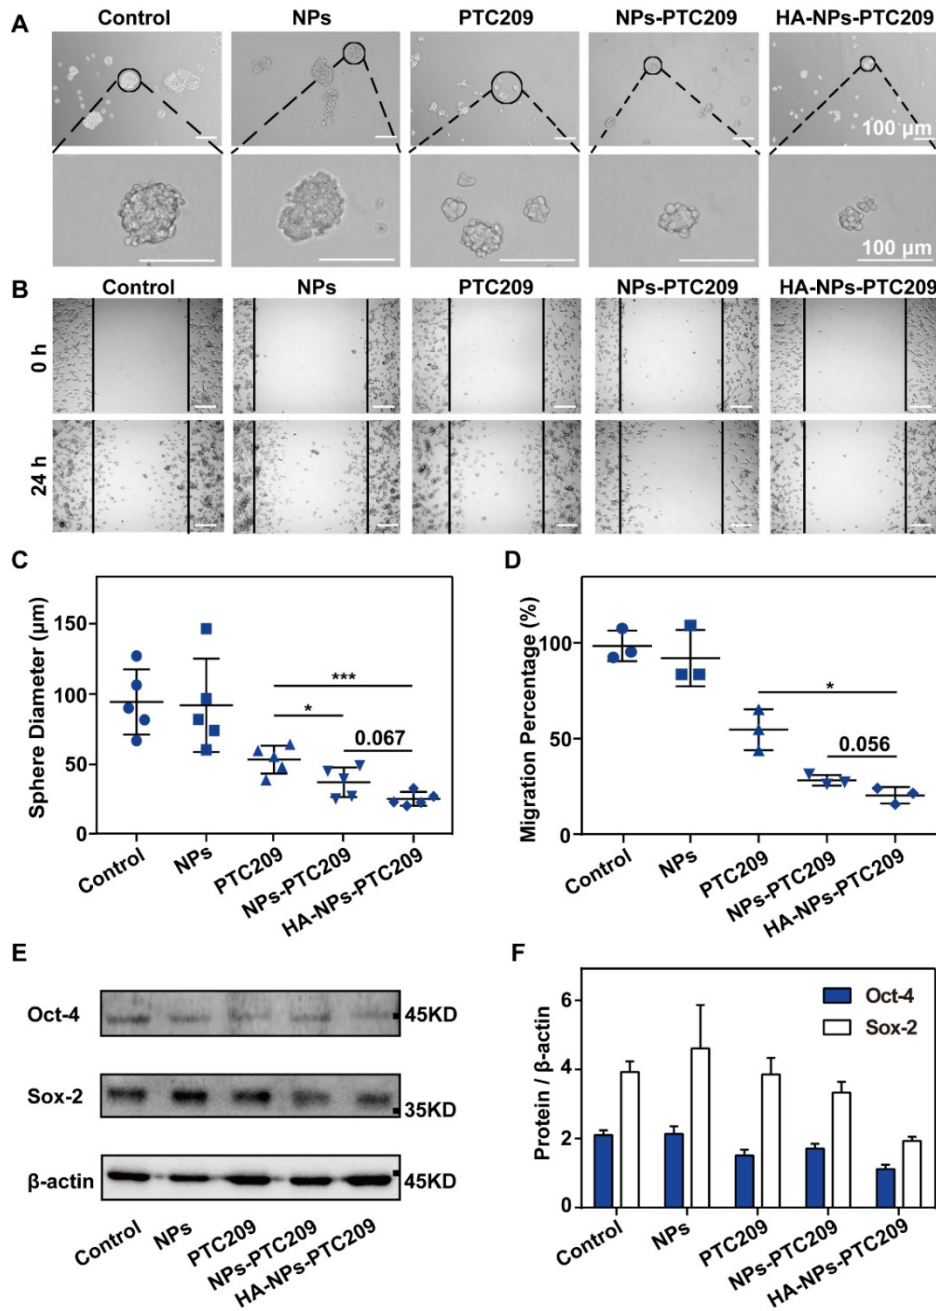 A
Control NPs PTC209 NPs-PTC209 HA-NPs-PTC209
100 µm
100 µm
B
Control NPs PTC209 NPs-PTC209 HA-NPs-PTC209
0 h
24 h
C
Sphere Diameter (µm)
150
100
50
0
***
*
0.067
Control NPs PTC209 NPs-PTC209 HA-NPs-PTC209
D
Migration Percentage (%)
100
50
0
*
0.056
Control NPs PTC209 NPs-PTC209 HA-NPs-PTC209
E
Oct-4 45KD
Sox-2 35KD
β-actin 45KD
Control NPs PTC209 NPs-PTC209 HA-NPs-PTC209
F
Protein / β-actin
6
4
2
0
Oct-4
Sox-2
Control NPs PTC209 NPs-PTC209 HA-NPs-PTC209